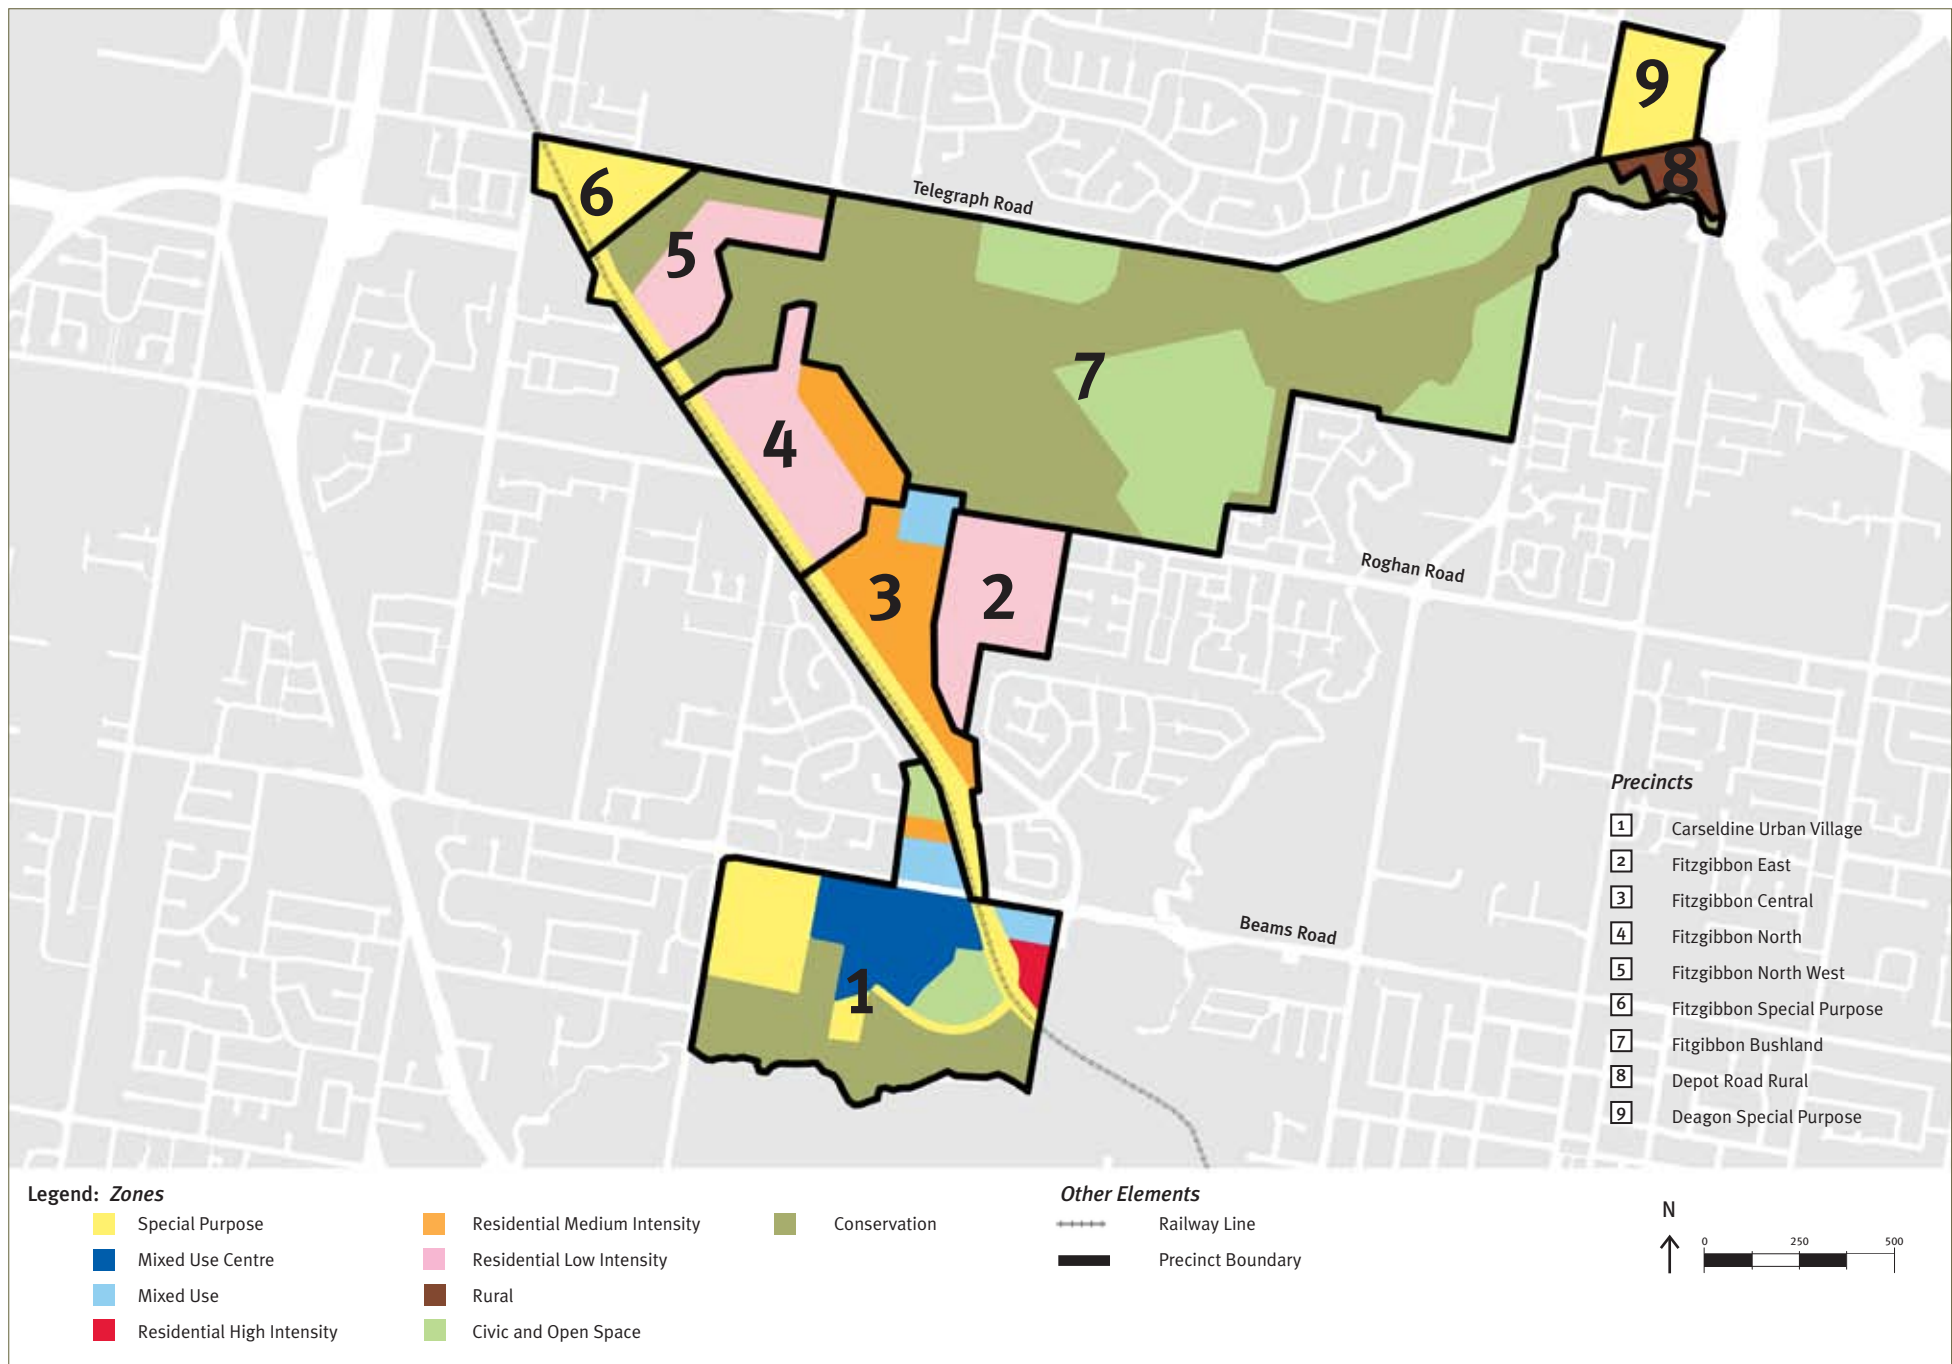 9
8
6
Telegraph Road
5
7
4
3
2
Roghan Road
1
Beams Road
Precincts
1 Carseldine Urban Village
2 Fitzgibbon East
3 Fitzgibbon Central
4 Fitzgibbon North
5 Fitzgibbon North West
6 Fitzgibbon Special Purpose
7 Fitgibbon Bushland
8 Depot Road Rural
9 Deagon Special Purpose
Legend: Zones
Special Purpose
Mixed Use Centre
Mixed Use
Residential High Intensity
Residential Medium Intensity
Residential Low Intensity
Rural
Civic and Open Space
Conservation
Other Elements
Railway Line
Precinct Boundary
N
0 250 500